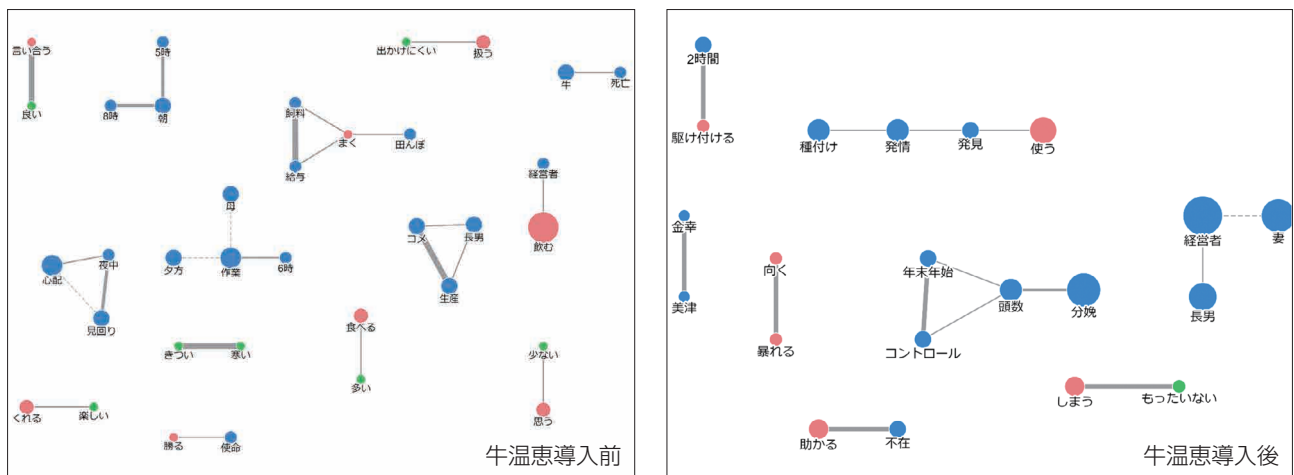 言い合う
良い
5時
8時
朝
出かけにくい
扱う
牛
死亡
飼料
まく
田んぼ
給与
経営者
飲む
母
夕方
作業
6時
コメ
長男
生産
心配
夜中
見回り
食べる
多い
きつい
寒い
少ない
思う
くれる
楽しい
勝る
使命
牛温恵導入前
2時間
駆け付ける
種付け
発情
発見
使う
金幸
美津
向く
暴れる
年末年始
頭数
分娩
コントロール
経営者
妻
長男
しまう
もったいない
助かる
不在
牛温恵導入後